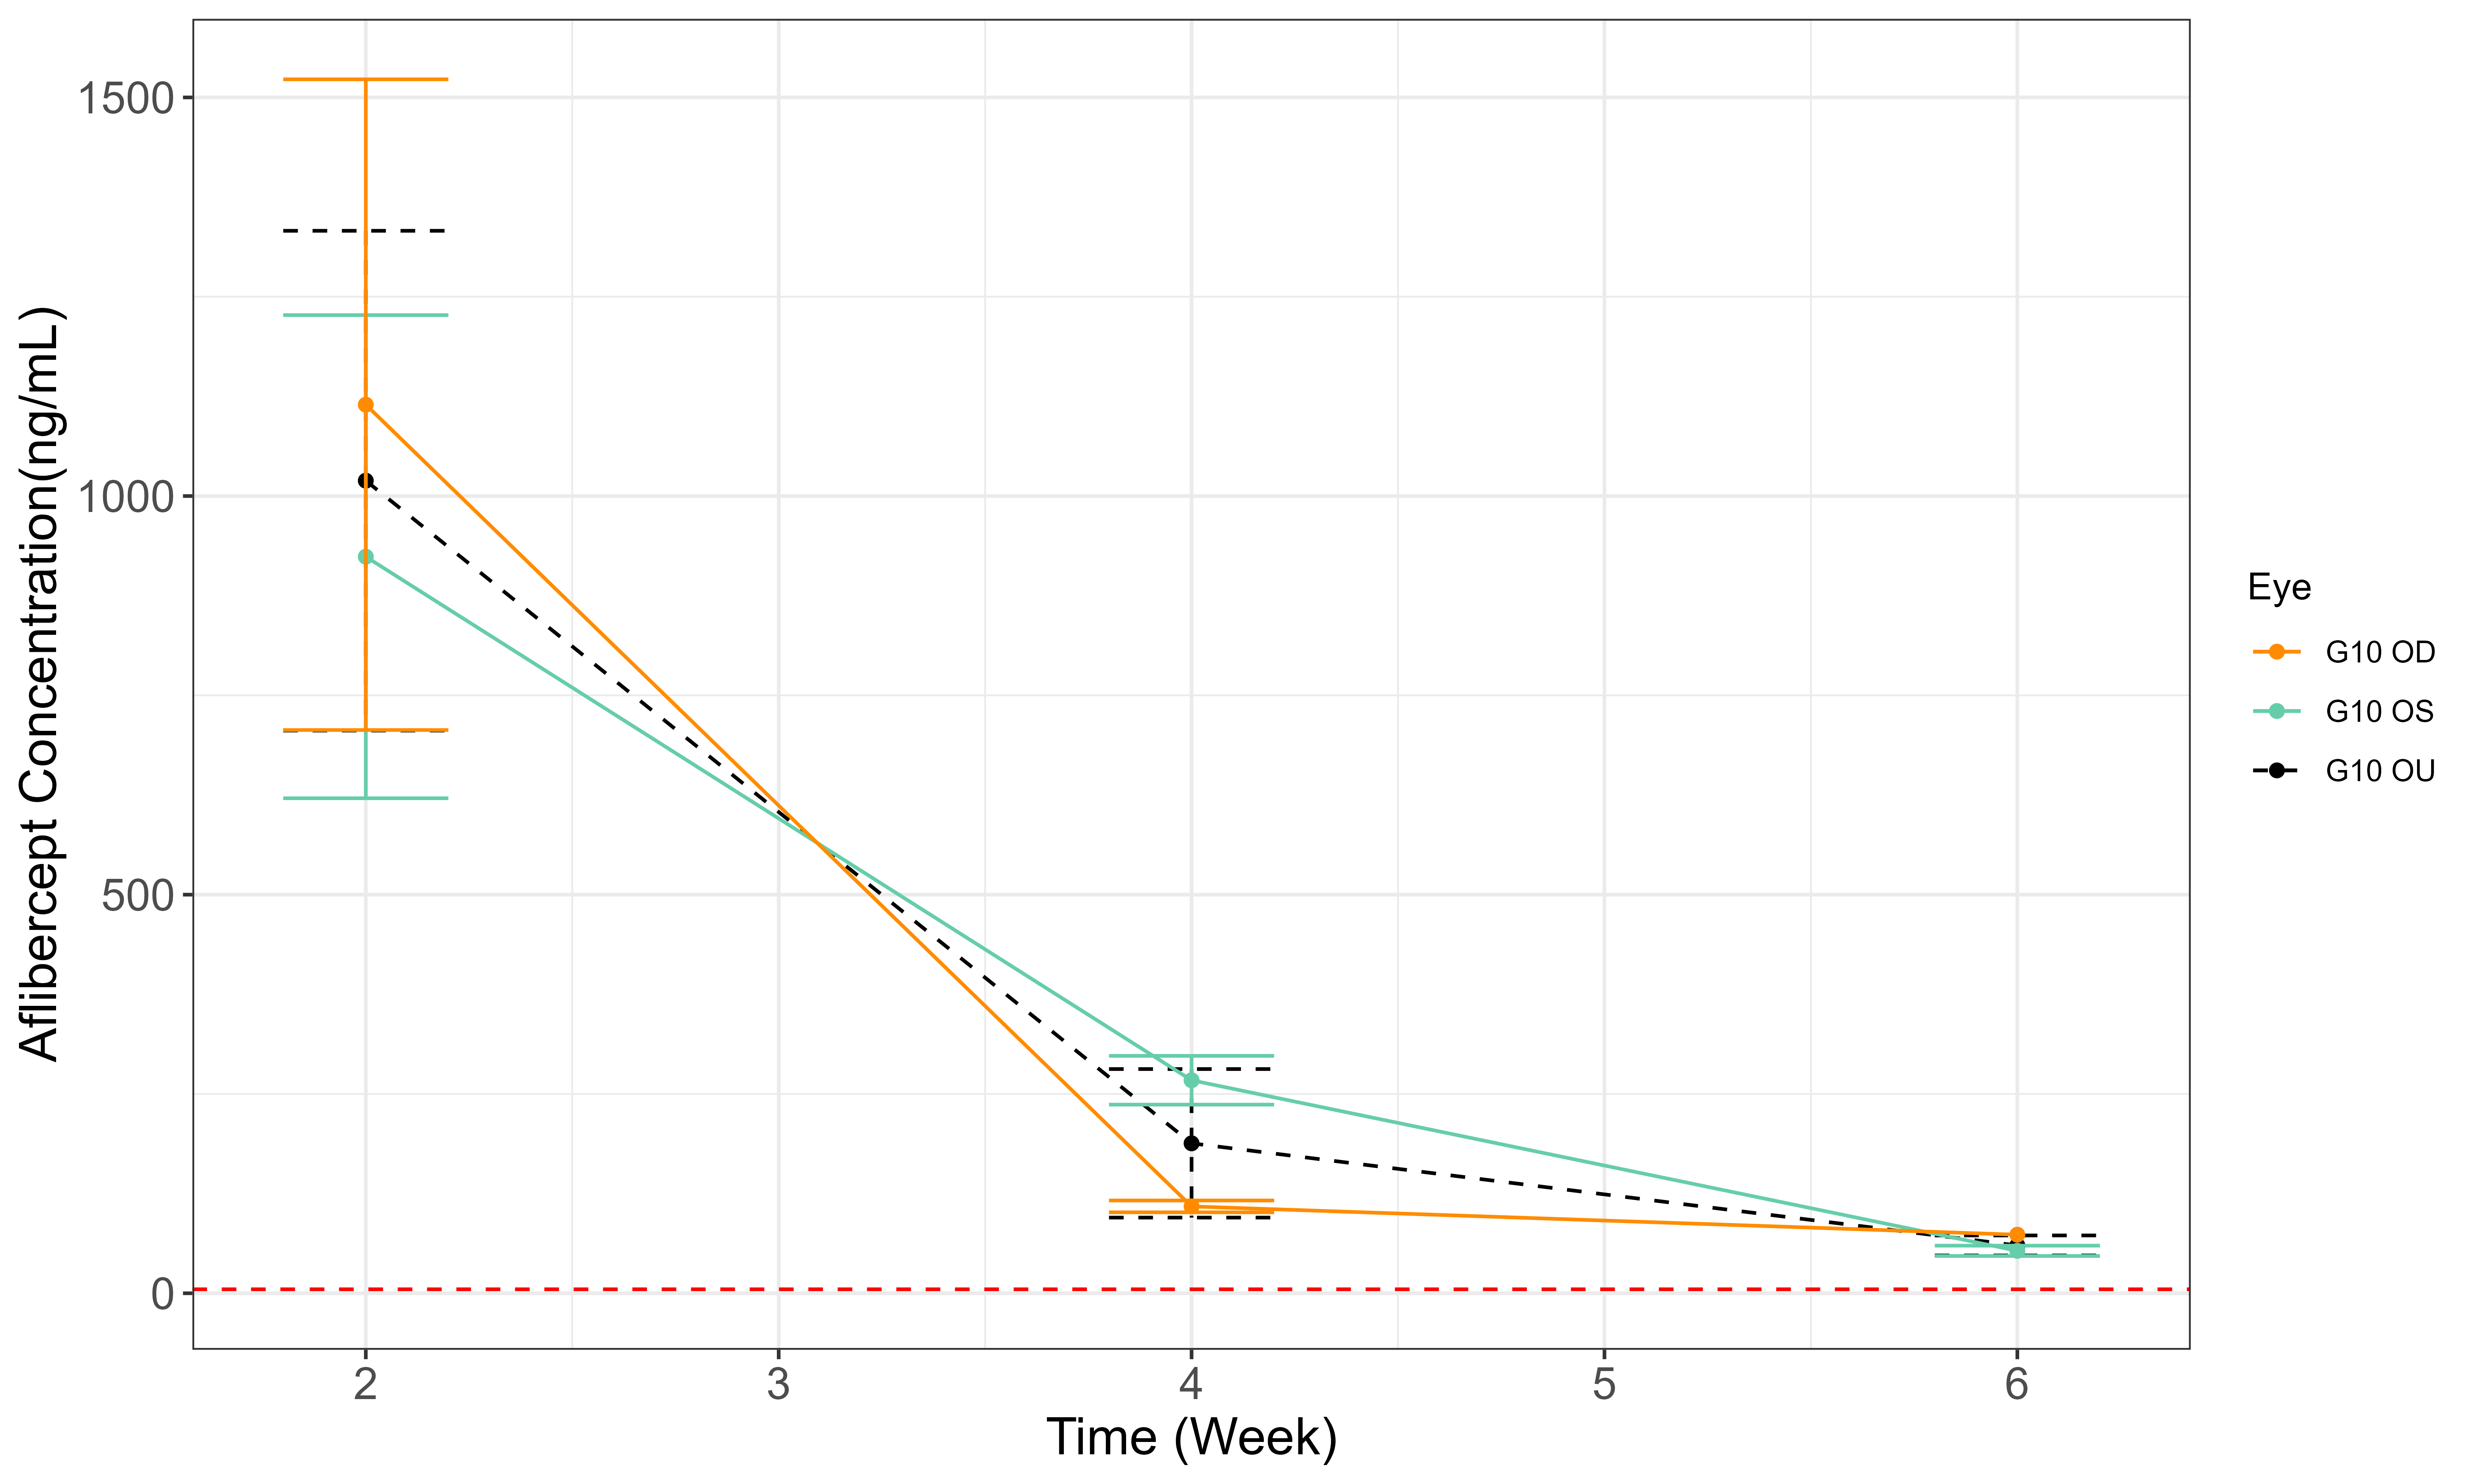 Aflibercept Concentration(ng/mL)
1500
1000
500
0
2 3 4 5 6
Time (Week)
Eye
G10 OD
G10 OS
G10 OU